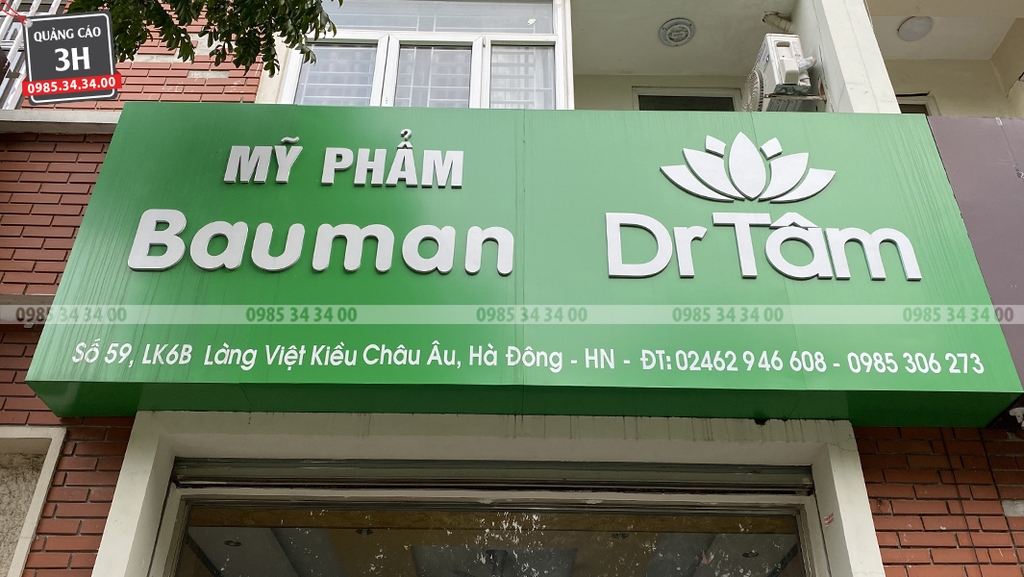 QUẢNG CÁO
3H
0985.34.34.00
MỸ PHẨM
Bauman
Dr Tâm
0985 34 34 00 0985 34 34 00 0985 34 34 00 0985 34 34 00 0985 34 34 00
Số 59, LK6B Làng Việt Kiều Châu Âu, Hà Đông - HN - ĐT: 02462 946 608 - 0985 306 273